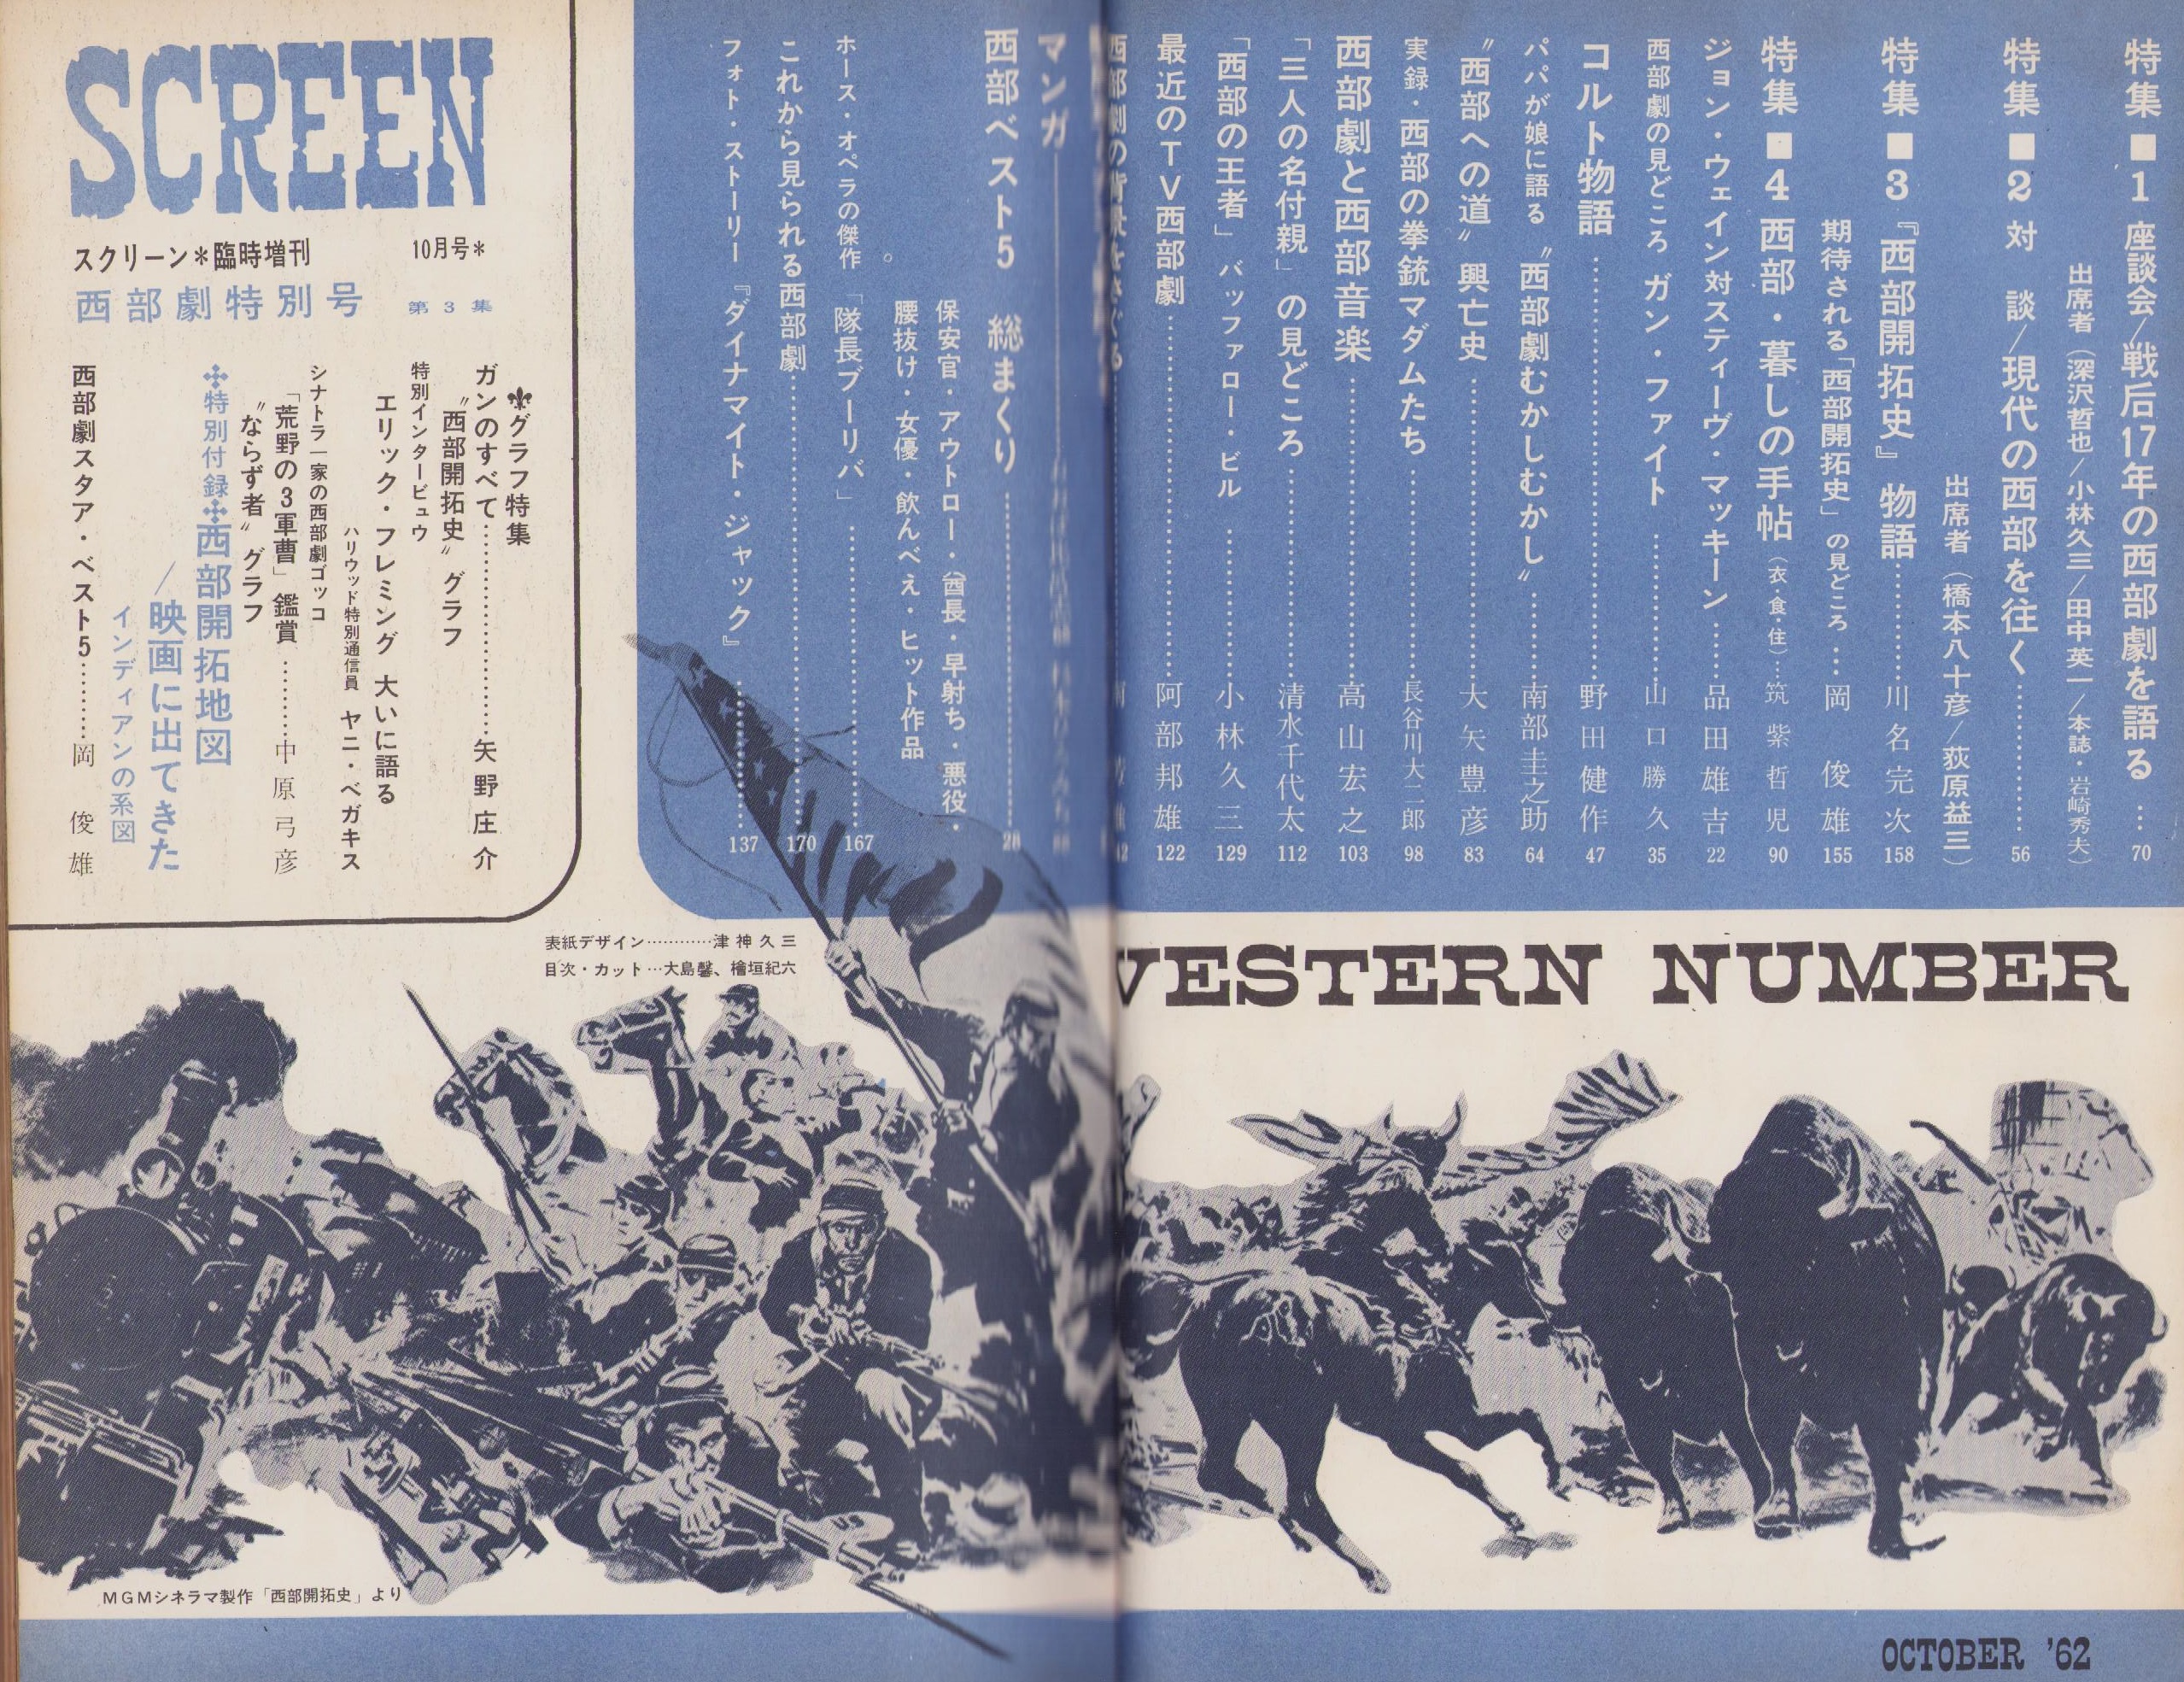 特集■1 座談会/戦后17年の西部劇を語る…70
出席者(深沢哲也/小林久三/田中英一/本誌・岩崎秀夫)
特集■2 対 談/現代の西部を往く…………56
出席者(橋本八十彦/荻原益三)
特集■3 『西部開拓史』物語…………川名完次 158
期待される「西部開拓史」の見どころ…岡 俊雄 155
特集■4 西部・暮しの手帖(衣・食・住)…筑紫哲児 90
ジョン・ウェイン対スティーヴ・マッキーン……品田雄吉 22
西部劇の見どころ ガン・ファイト…………山口勝久 35
コルト物語…………野田健作 47
パパが娘に語る〝西部劇むかしむかし〟……南部圭之助 64
〝西部への道〟興亡史…………大矢豊彦 83
実録・西部の拳銃マダムたち…………長谷川大二郎 98
西部劇と西部音楽…………高山宏之 103
「三人の名付親」の見どころ…………清水千代太 112
「西部の王者」バッファロー・ビル…………小林久三 129
最近のTV西部劇…………阿部邦雄 122
西部劇の背景をさぐる
マンガ
西部ベスト5 総まくり…………28
保安官・アウトロー・(酋長・早射ち・悪役・
腰抜け・女優・飲んべえ・ヒット作品
ホース・オペラの傑作「隊長ブーリバ」…………167
これから見られる西部劇…………170
フォト・ストーリー『ダイナマイト・ジャック』…………137
SCREEN
スクリーン*臨時増刊 10月号*
西部劇特別号 第3集
グラフ特集
ガンのすべて…………矢野庄介
〝西部開拓史〟グラフ
特別インタービュウ
エリック・フレミング 大いに語る
ハリウッド特別通信員 ヤニ・ベガキス
シナトラ一家の西部劇ゴッコ
「荒野の3軍曹」鑑賞…………中原弓彦
〝ならず者〟グラフ
特別付録 西部開拓地図
/映画に出てきた
インディアンの系図
西部劇スタア・ベスト5…………岡 俊雄
表紙デザイン…………津神久三
目次・カット…大島馨、檜垣紀六
WESTERN NUMBER
MGMシネラマ製作「西部開拓史」より
OCTOBER '62